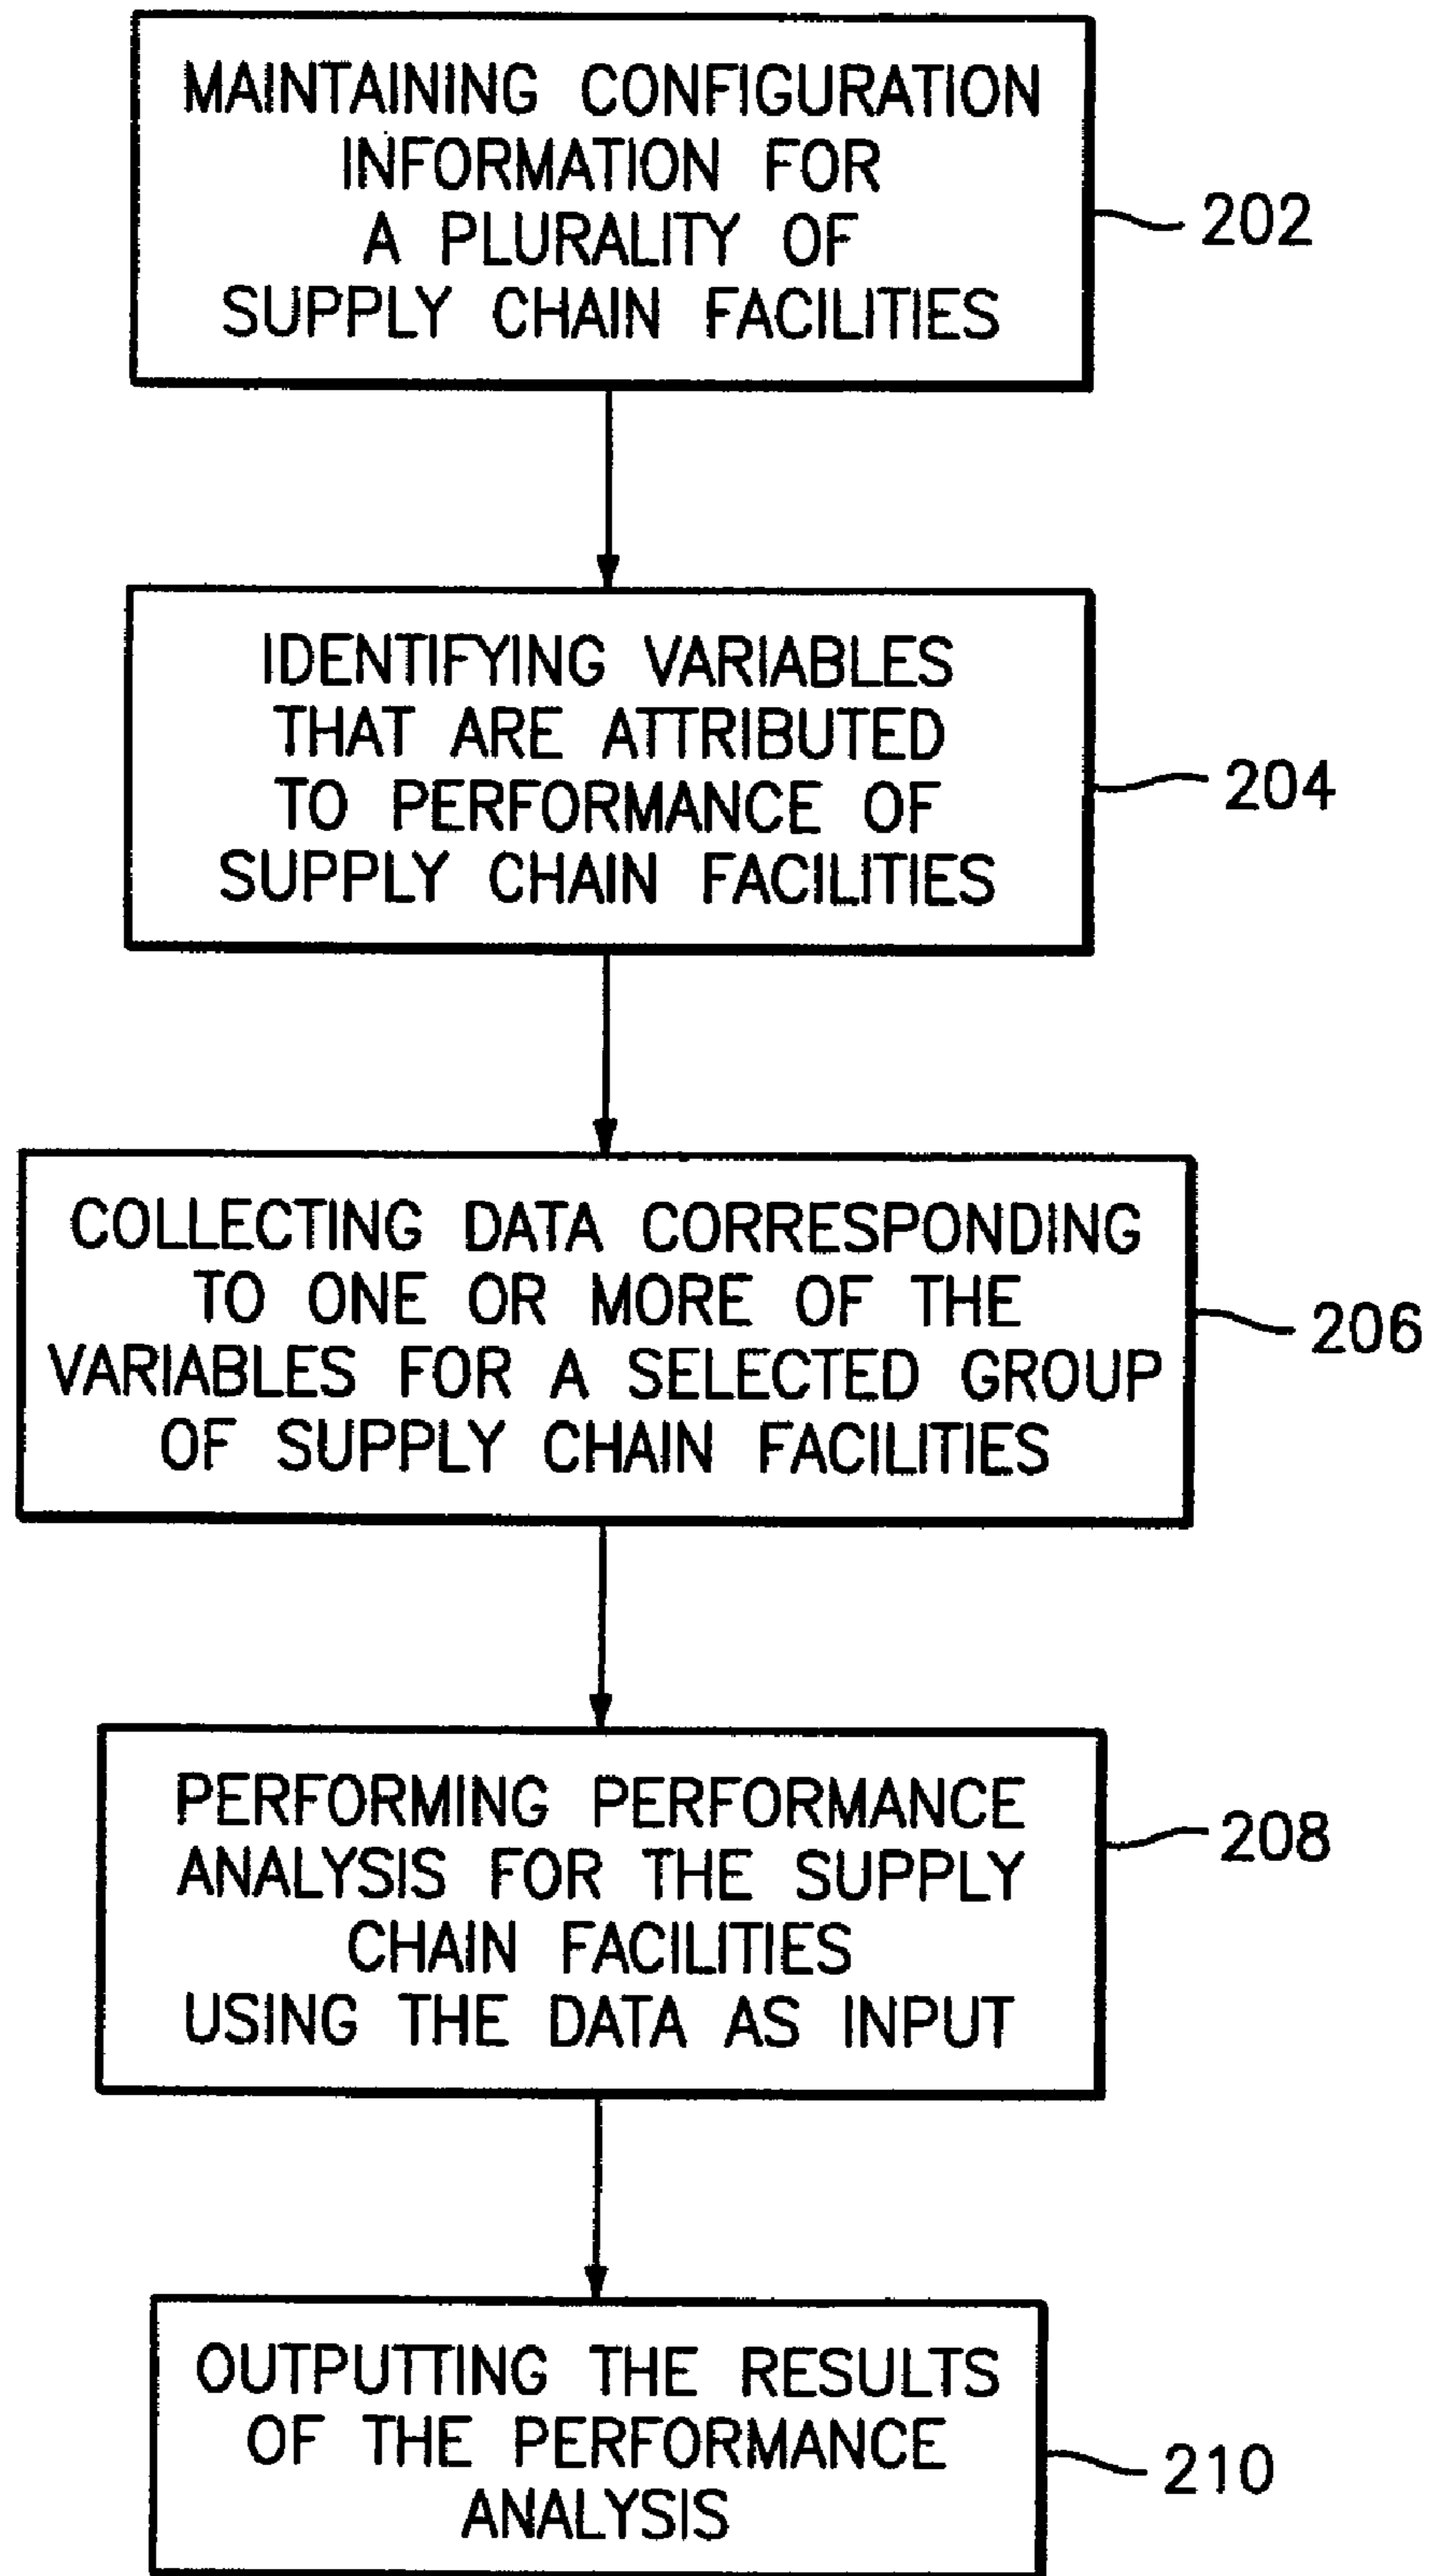 MAINTAINING CONFIGURATION
INFORMATION FOR
A PLURALITY OF
SUPPLY CHAIN FACILITIES
202
IDENTIFYING VARIABLES
THAT ARE ATTRIBUTED
TO PERFORMANCE OF
SUPPLY CHAIN FACILITIES
204
COLLECTING DATA CORRESPONDING
TO ONE OR MORE OF THE
VARIABLES FOR A SELECTED GROUP
OF SUPPLY CHAIN FACILITIES
206
PERFORMING PERFORMANCE
ANALYSIS FOR THE SUPPLY
CHAIN FACILITIES
USING THE DATA AS INPUT
208
OUTPUTTING THE RESULTS
OF THE PERFORMANCE
ANALYSIS
210